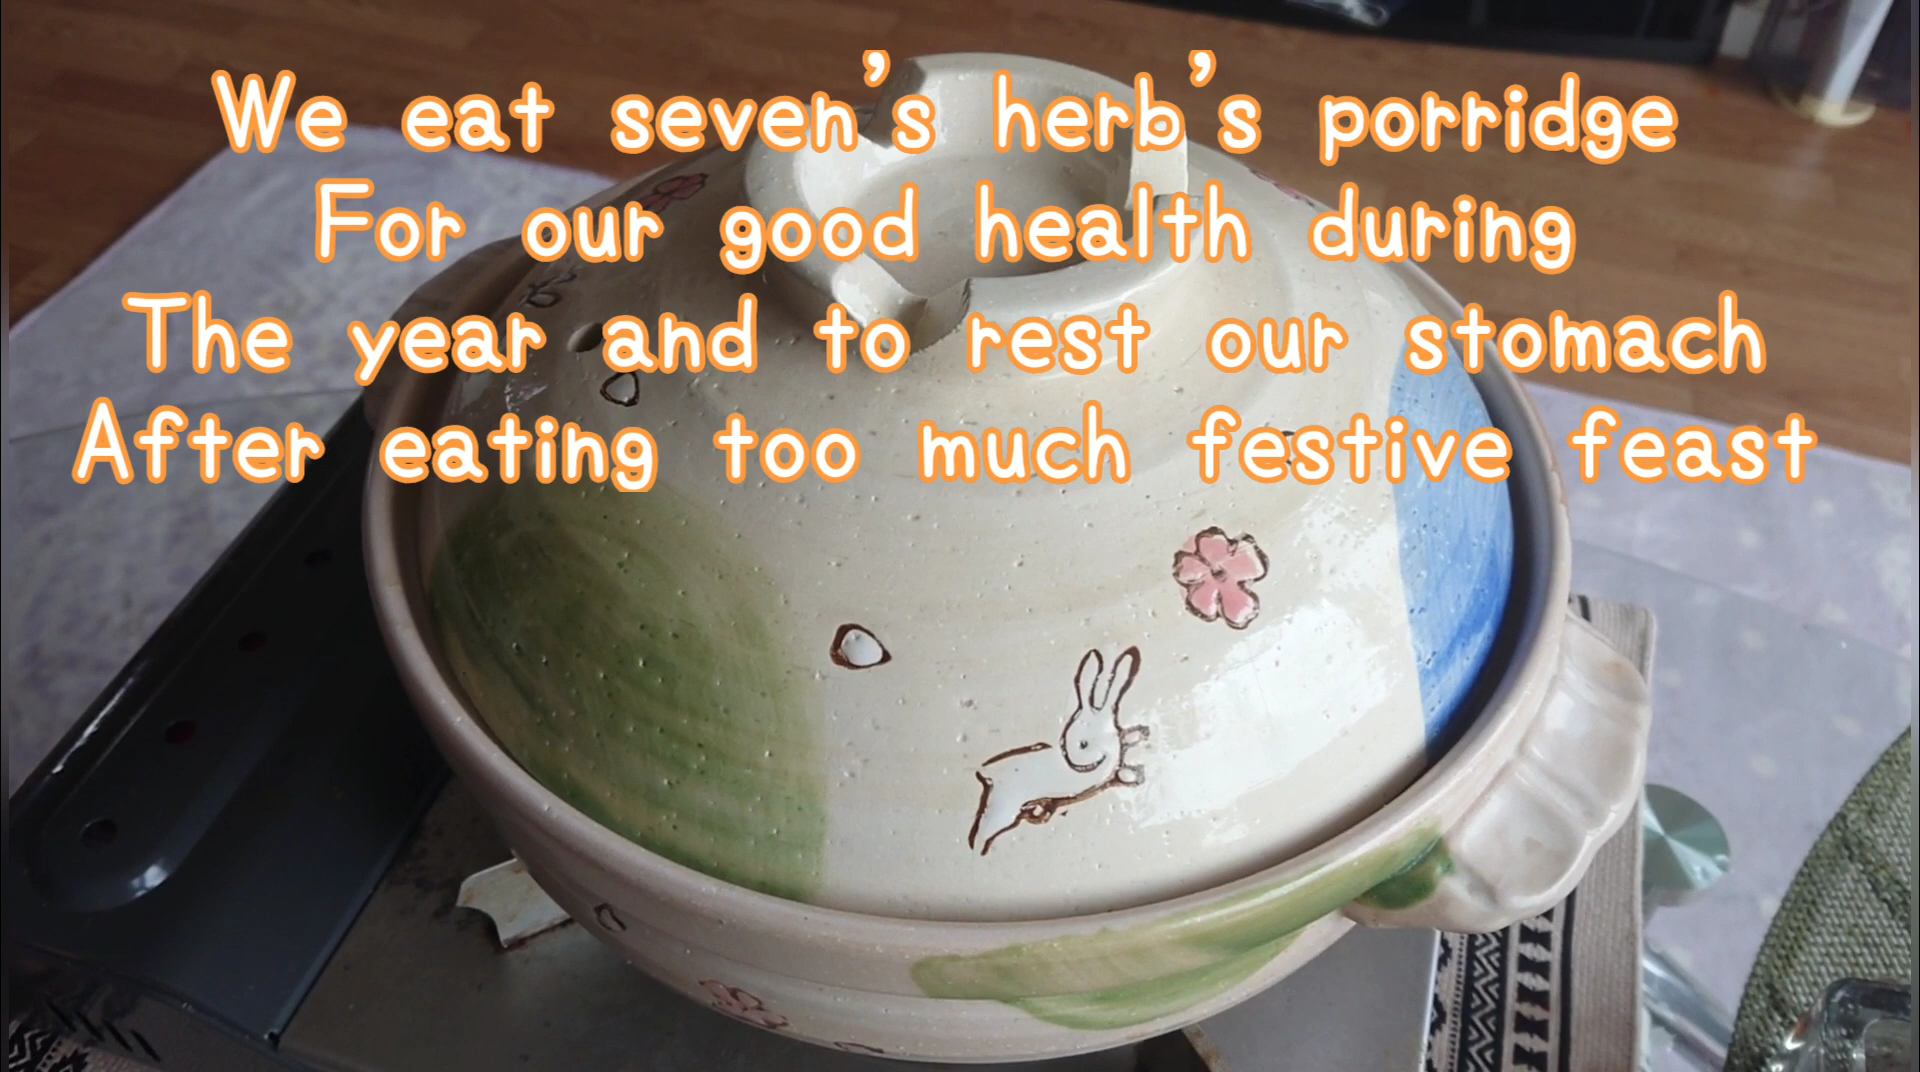 We eat seven's herb's porridge
For our good health during
The year and to rest our stomach
After eating too much festive feast